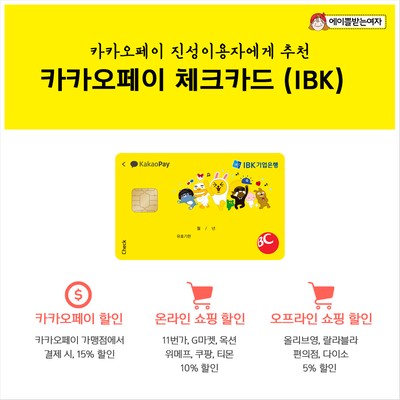 에이쁠받는여자
카카오페이 진성이용자에게 추천
카카오페이 체크카드 (IBK)
KakaoPay
IBK기업은행
월 / 년
유효기한
Check
BC
카카오페이 할인
카카오페이 가맹점에서
결제 시, 15% 할인
온라인 쇼핑 할인
11번가, G마켓, 옥션
위메프, 쿠팡, 티몬
10% 할인
오프라인 쇼핑 할인
올리브영, 랄라블라
편의점, 다이소
5% 할인